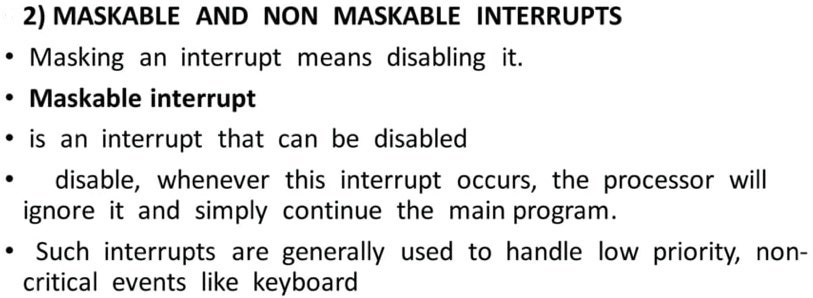 2) MASKABLE AND NON MASKABLE INTERRUPTS
• Masking an interrupt means disabling it.
• Maskable interrupt
• is an interrupt that can be disabled
• disable, whenever this interrupt occurs, the processor will
ignore it and simply continue the main program.
• Such interrupts are generally used to handle low priority, non-
critical events like keyboard